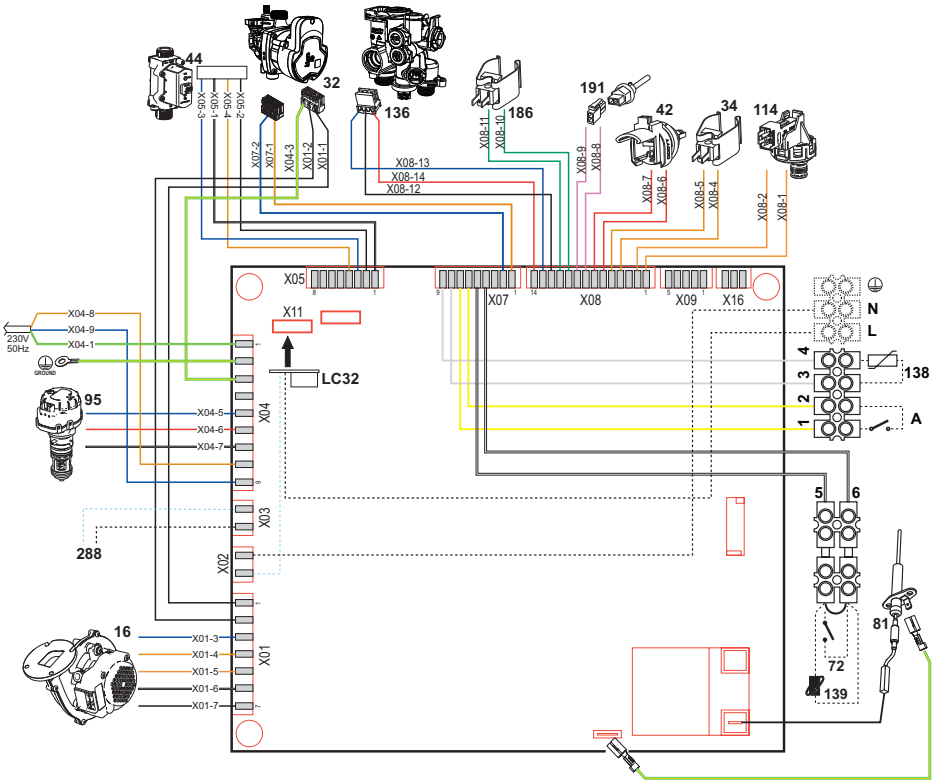 44
32
136
186
191
42
34
114
X05-3
X05-1
X05-4
X05-2
X07-2
X07-1
X04-3
X01-2
X01-1
X08-13
X08-14
X08-12
X08-11
X08-10
X08-9
X08-8
X08-7
X08-6
X08-5
X08-4
X08-2
X08-1
X05
8
1
9
X07
1
14
X08
1
5
X09
1
X16
X11
LC32
X04-8
X04-9
X04-1
230V
50Hz
GROUND
95
X04-5
X04-6
X04-7
1
X04
9
X03
288
X02
1
X01
7
16
X01-3
X01-4
X01-5
X01-6
X01-7
N
L
4
3
2
1
138
A
5
6
72
139
81